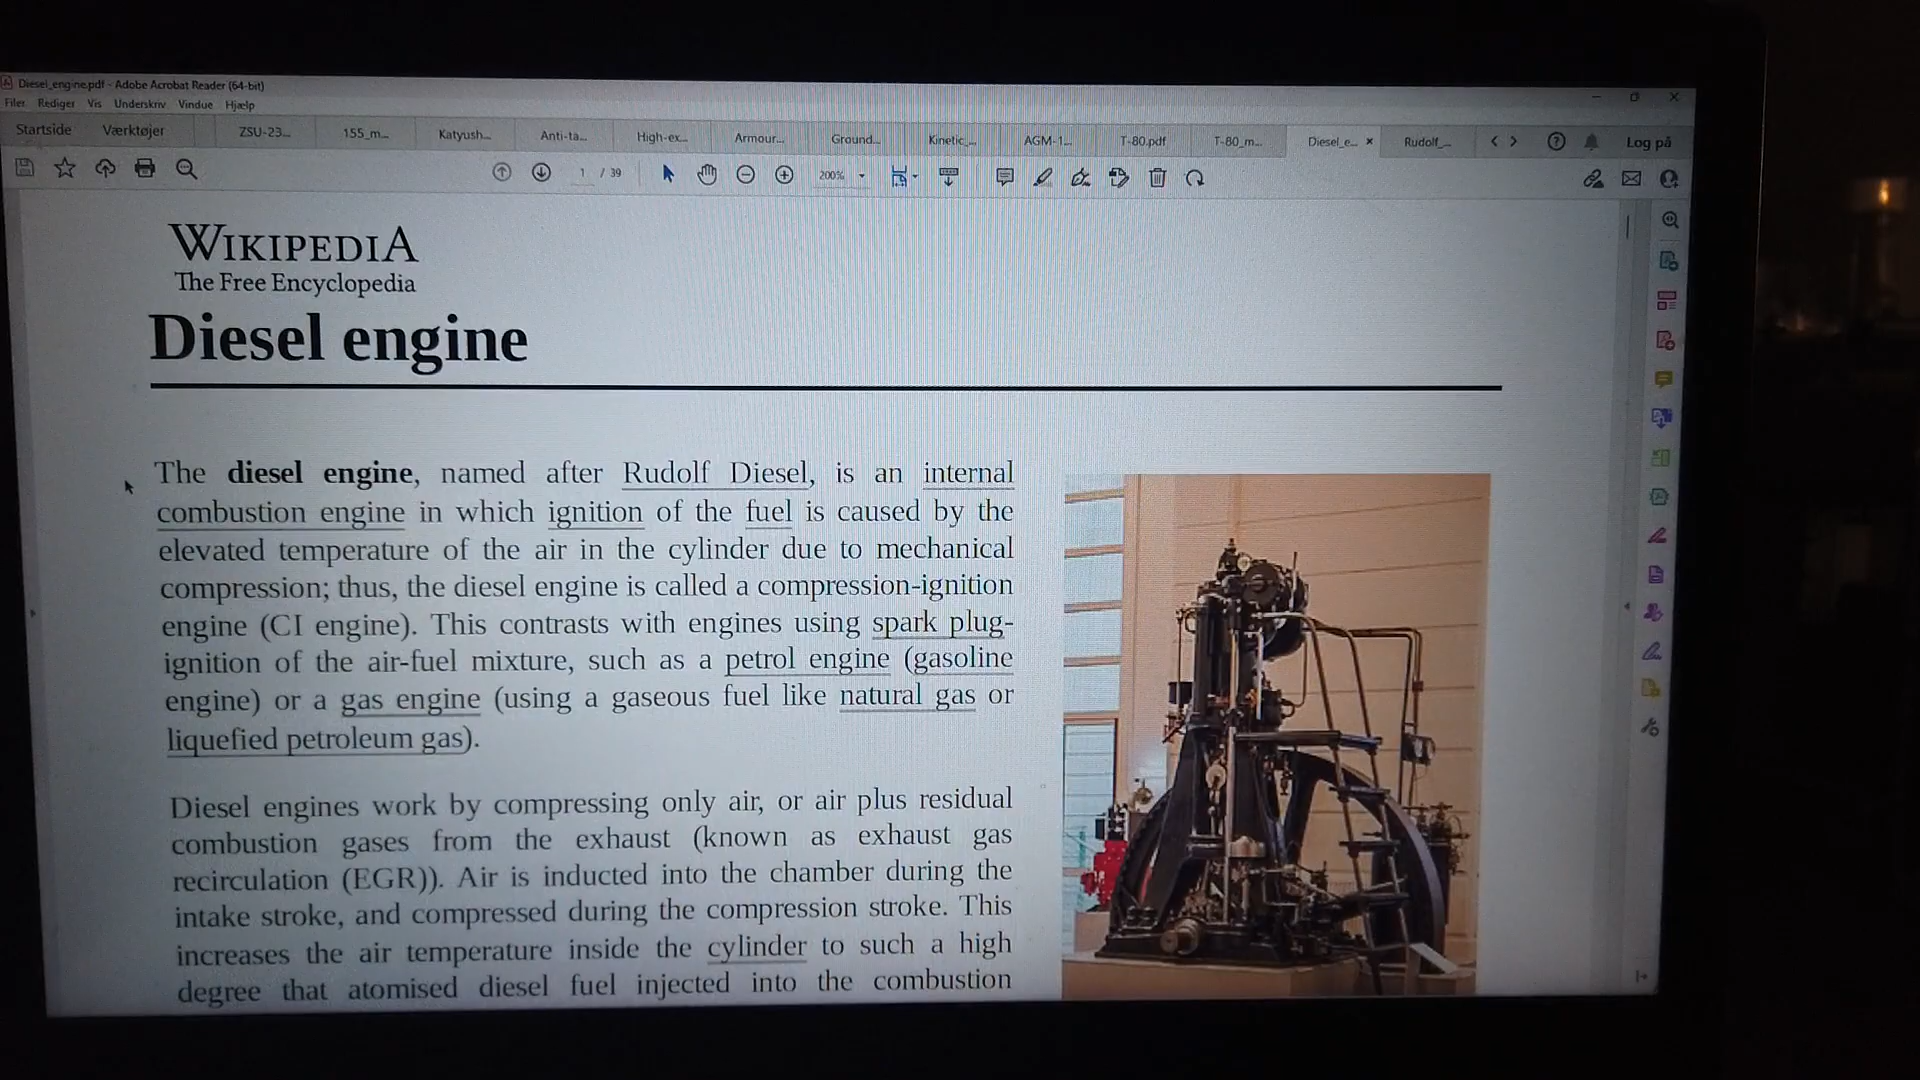 Diesel_engine.pdf - Adobe Acrobat Reader (64-bit)
Filer Rediger Vis Underskriv Vindue Hjælp
Startside Værktøjer ZSU-23... 155_m... Katyush... Anti-ta... High-ex... Armour... Ground... Kinetic_... AGM-1... T-80.pdf T-80_m... Diesel_e... Rudolf_... Log på
1 / 39 200%
WIKIPEDIA
The Free Encyclopedia
Diesel engine
The diesel engine, named after Rudolf Diesel, is an internal
combustion engine in which ignition of the fuel is caused by the
elevated temperature of the air in the cylinder due to mechanical
compression; thus, the diesel engine is called a compression-ignition
engine (CI engine). This contrasts with engines using spark plug-
ignition of the air-fuel mixture, such as a petrol engine (gasoline
engine) or a gas engine (using a gaseous fuel like natural gas or
liquefied petroleum gas).
Diesel engines work by compressing only air, or air plus residual
combustion gases from the exhaust (known as exhaust gas
recirculation (EGR)). Air is inducted into the chamber during the
intake stroke, and compressed during the compression stroke. This
increases the air temperature inside the cylinder to such a high
degree that atomised diesel fuel injected into the combustion